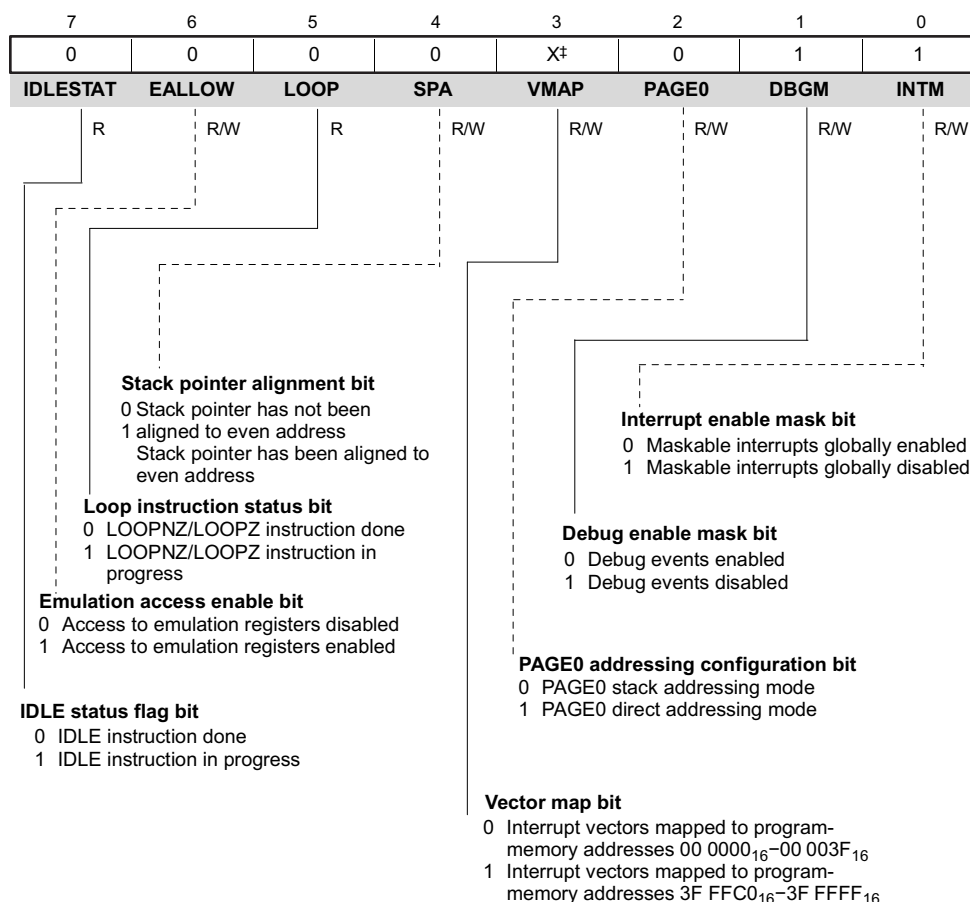 7 6 5 4 3 2 1 0
0 0 0 0 X‡ 0 1 1
IDLESTAT EALLOW LOOP SPA VMAP PAGE0 DBGM INTM
R R/W R R/W R/W R/W R/W R/W
Stack pointer alignment bit
0 Stack pointer has not been
1 aligned to even address
Stack pointer has been aligned to
even address
Loop instruction status bit
0 LOOPNZ/LOOPZ instruction done
1 LOOPNZ/LOOPZ instruction in
progress
Emulation access enable bit
0 Access to emulation registers disabled
1 Access to emulation registers enabled
IDLE status flag bit
0 IDLE instruction done
1 IDLE instruction in progress
Interrupt enable mask bit
0 Maskable interrupts globally enabled
1 Maskable interrupts globally disabled
Debug enable mask bit
0 Debug events enabled
1 Debug events disabled
PAGE0 addressing configuration bit
0 PAGE0 stack addressing mode
1 PAGE0 direct addressing mode
Vector map bit
0 Interrupt vectors mapped to program-
memory addresses 00 0000₁₆−00 003F₁₆
1 Interrupt vectors mapped to program-
memory addresses 3F FFC0₁₆−3F FFFF₁₆